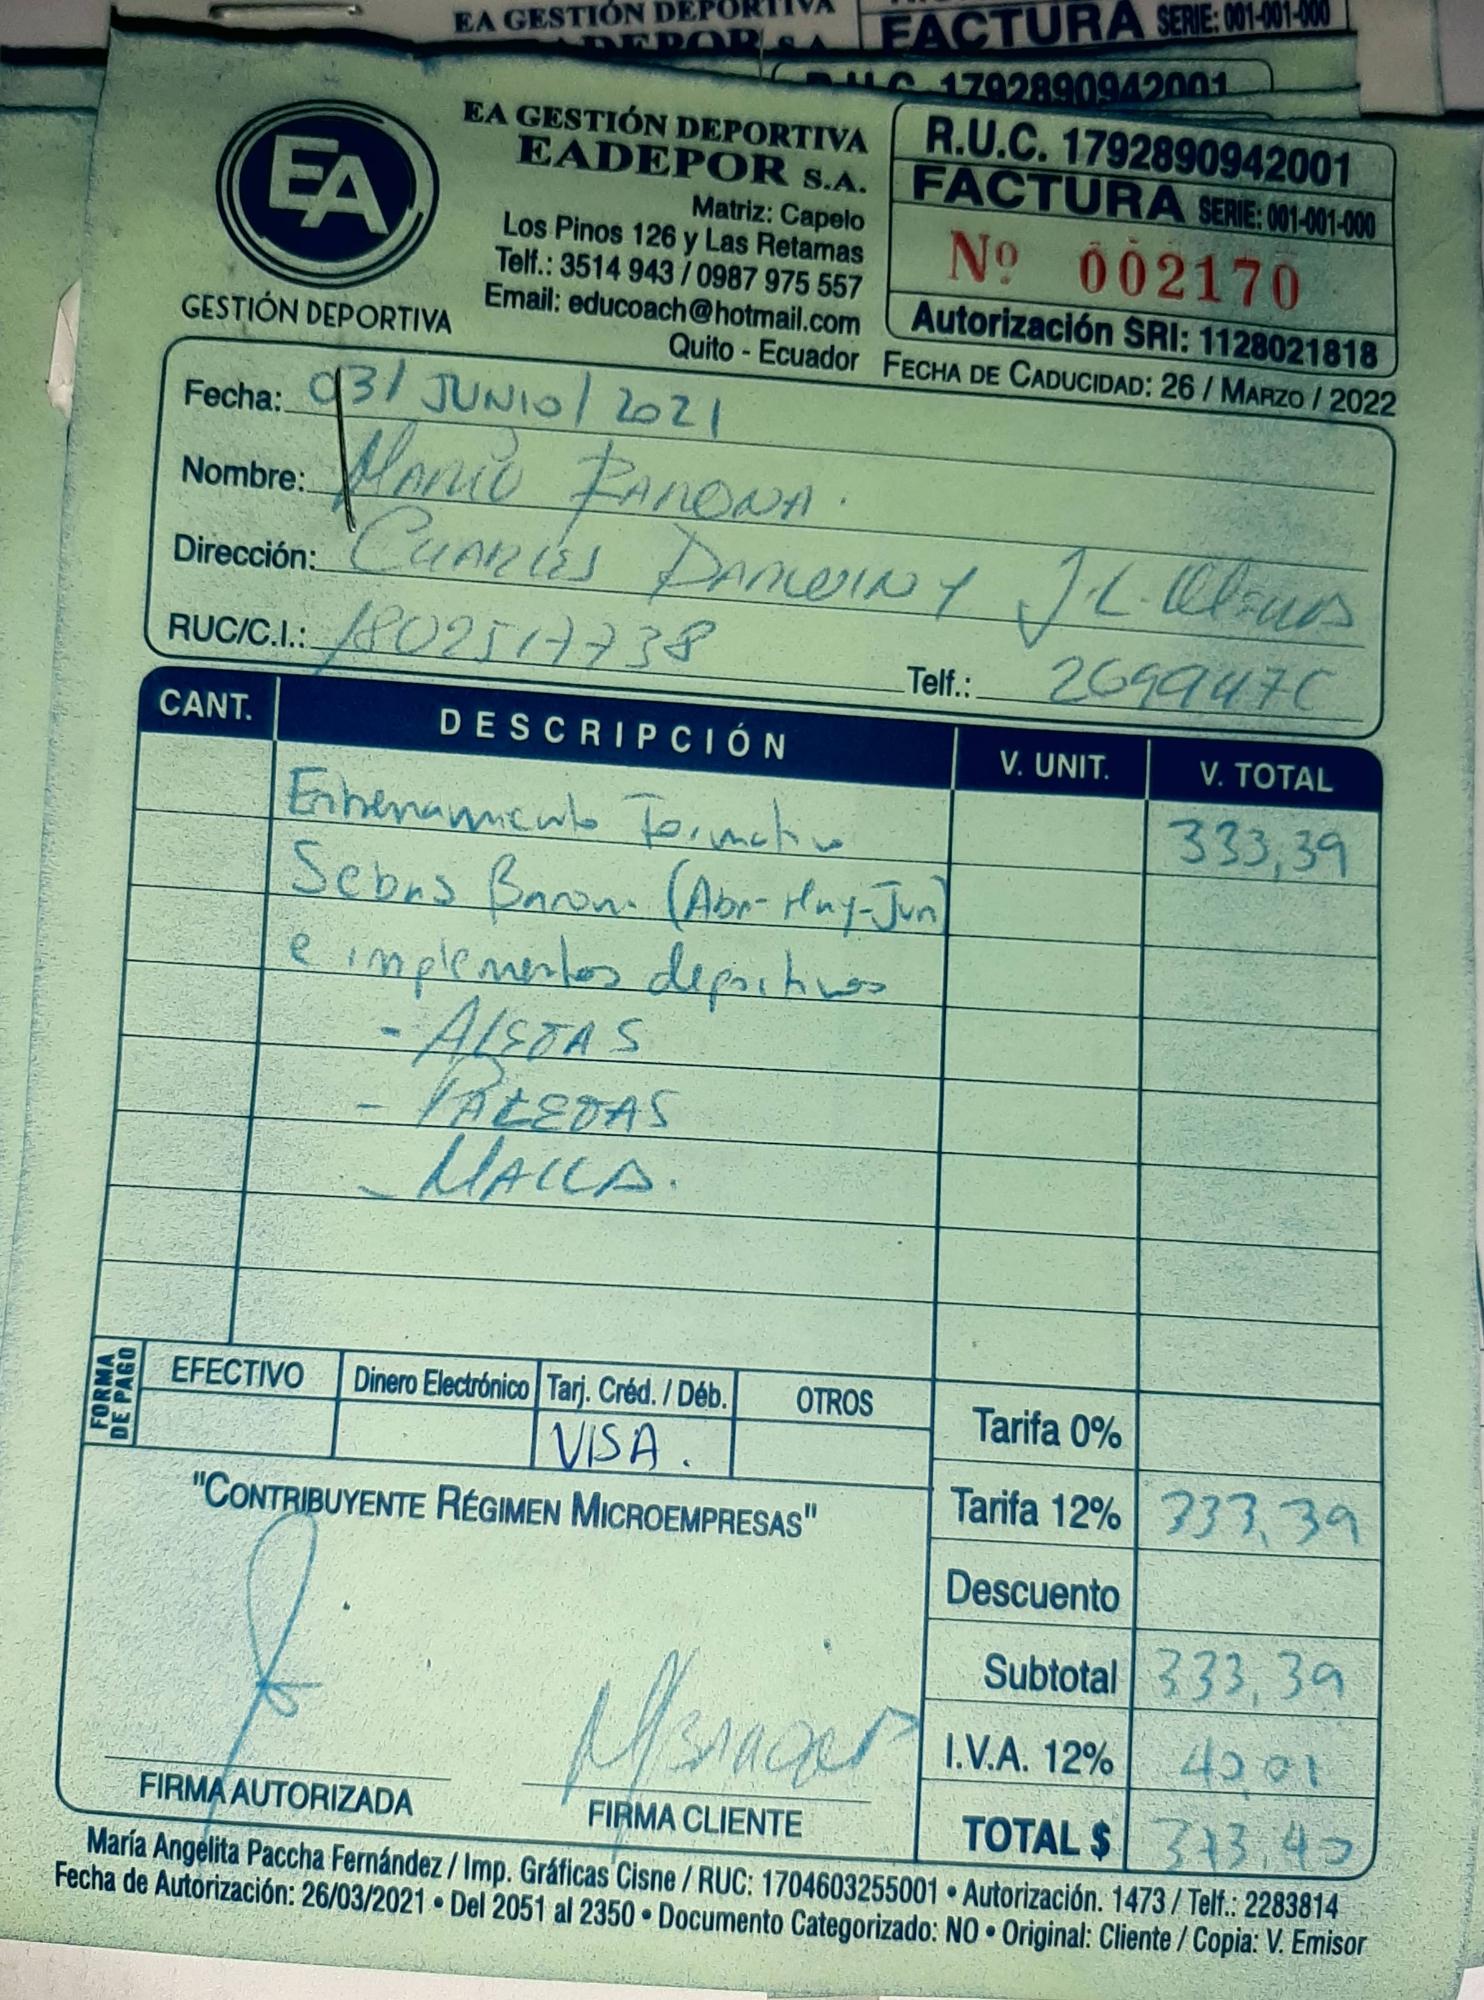 EA GESTIÓN DEPORTIVA
FACTURA SERIE: 001-001-000
EADEPOR S.A.
R.U.C. 1792890942001
EA
GESTIÓN DEPORTIVA
EA GESTIÓN DEPORTIVA
EADEPOR S.A.
Matriz: Capelo
Los Pinos 126 y Las Retamas
Telf.: 3514 943 / 0987 975 557
Email: educoach@hotmail.com
Quito - Ecuador
R.U.C. 1792890942001
FACTURA SERIE: 001-001-000
Nº 002170
Autorización SRI: 1128021818
FECHA DE CADUCIDAD: 26 / MARZO / 2022
Fecha: 03/ JUNIO / 2021
Nombre: MARIO
Dirección: CHARLES DARWIN Y J.L.
RUC/C.I.: 1802517738
Telf.:
CANT. DESCRIPCIÓN V. UNIT. V. TOTAL
Entrenamiento Formativo 333,39
Sebas (Abr-May-Jun)
e implementos deportivos
- ALETAS
- PALETAS
- MALLA.
FORMA DE PAGO
EFECTIVO Dinero Electrónico Tarj. Créd. / Déb. OTROS
VISA.
Tarifa 0%
Tarifa 12% 333,39
Descuento
Subtotal 333,39
I.V.A. 12% 40,01
TOTAL $ 373,40
"CONTRIBUYENTE RÉGIMEN MICROEMPRESAS"
FIRMA AUTORIZADA
FIRMA CLIENTE
María Angelita Paccha Fernández / Imp. Gráficas Cisne / RUC: 1704603255001 • Autorización. 1473 / Telf.: 2283814
Fecha de Autorización: 26/03/2021 • Del 2051 al 2350 • Documento Categorizado: NO • Original: Cliente / Copia: V. Emisor